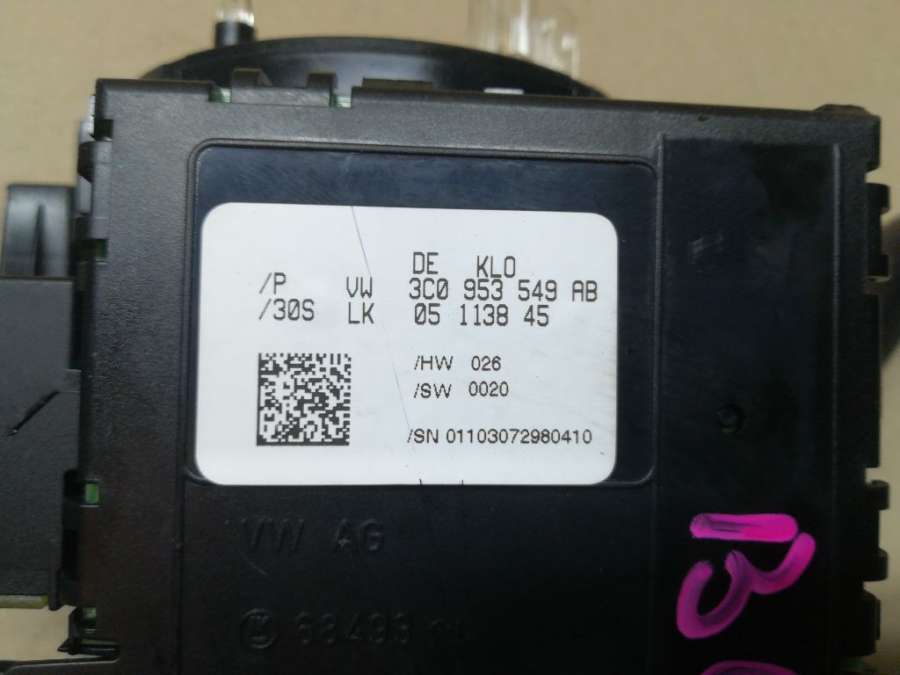 DE KLO
/P VW 3C0 953 549 AB
/30S LK 05 1138 45
/HW 026
/SW 0020
/SN 01103072980410
VW AG